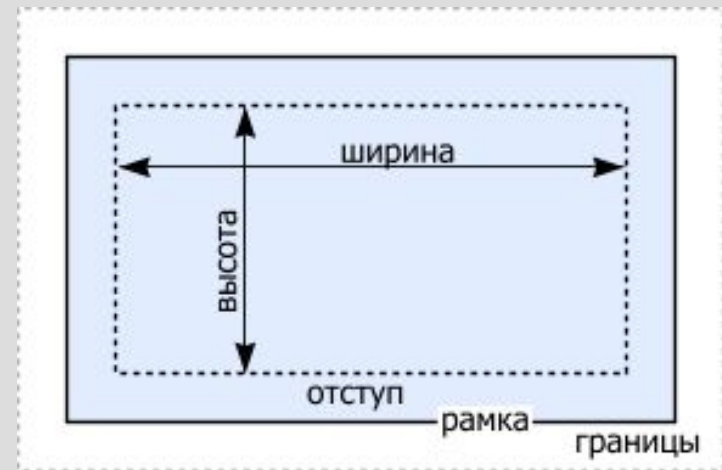 ширина
высота
отступ
рамка
границы